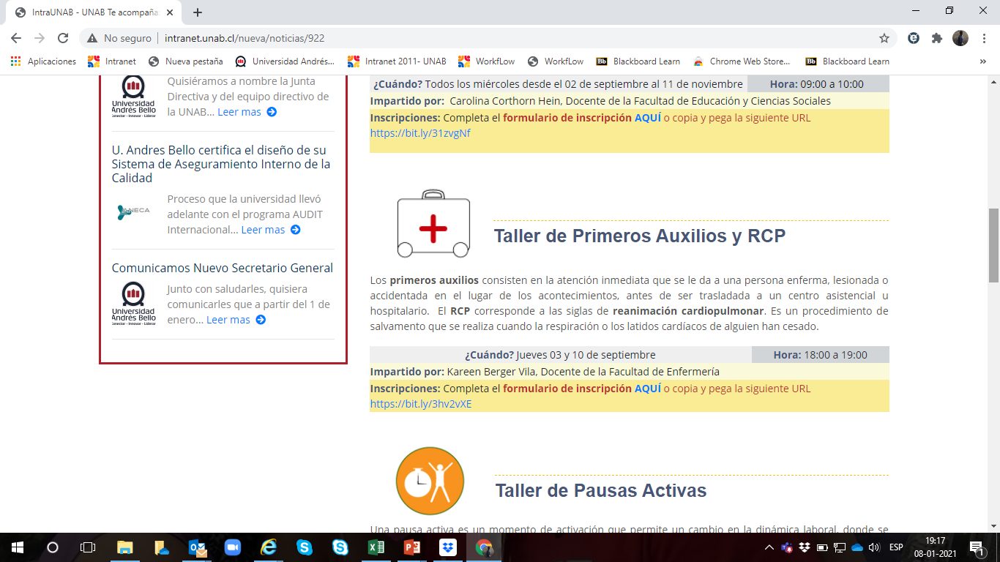 IntraUNAB - UNAB Te acompaña
No seguro | intranet.unab.cl/nueva/noticias/922
Aplicaciones Intranet Nueva pestaña Universidad Andrés... Intranet 2011- UNAB WorkfLow WorkfLow Bb Blackboard Learn Chrome Web Store... Bb Blackboard Learn »
Universidad
Andrés Bello
Conectar - Innovar - Liderar
Quisiéramos a nombre la Junta
Directiva y del equipo directivo de
la UNAB... Leer mas
U. Andres Bello certifica el diseño de su
Sistema de Aseguramiento Interno de la
Calidad
ANECA
Proceso que la universidad llevó
adelante con el programa AUDIT
Internacional... Leer mas
Comunicamos Nuevo Secretario General
Universidad
Andrés Bello
Conectar - Innovar - Liderar
Junto con saludarles, quisiera
comunicarles que a partir del 1 de
enero... Leer mas
¿Cuándo? Todos los miércoles desde el 02 de septiembre al 11 de noviembre Hora: 09:00 a 10:00
Impartido por: Carolina Corthorn Hein, Docente de la Facultad de Educación y Ciencias Sociales
Inscripciones: Completa el formulario de inscripción AQUÍ o copia y pega la siguiente URL
https://bit.ly/31zvgNf
Taller de Primeros Auxilios y RCP
Los primeros auxilios consisten en la atención inmediata que se le da a una persona enferma, lesionada o
accidentada en el lugar de los acontecimientos, antes de ser trasladada a un centro asistencial u
hospitalario. El RCP corresponde a las siglas de reanimación cardiopulmonar. Es un procedimiento de
salvamento que se realiza cuando la respiración o los latidos cardíacos de alguien han cesado.
¿Cuándo? Jueves 03 y 10 de septiembre Hora: 18:00 a 19:00
Impartido por: Kareen Berger Vila, Docente de la Facultad de Enfermería
Inscripciones: Completa el formulario de inscripción AQUÍ o copia y pega la siguiente URL
https://bit.ly/3hv2vXE
Taller de Pausas Activas
Una pausa activa es un momento de activación que permite un cambio en la dinámica laboral, donde se
ESP
19:17
08-01-2021
1